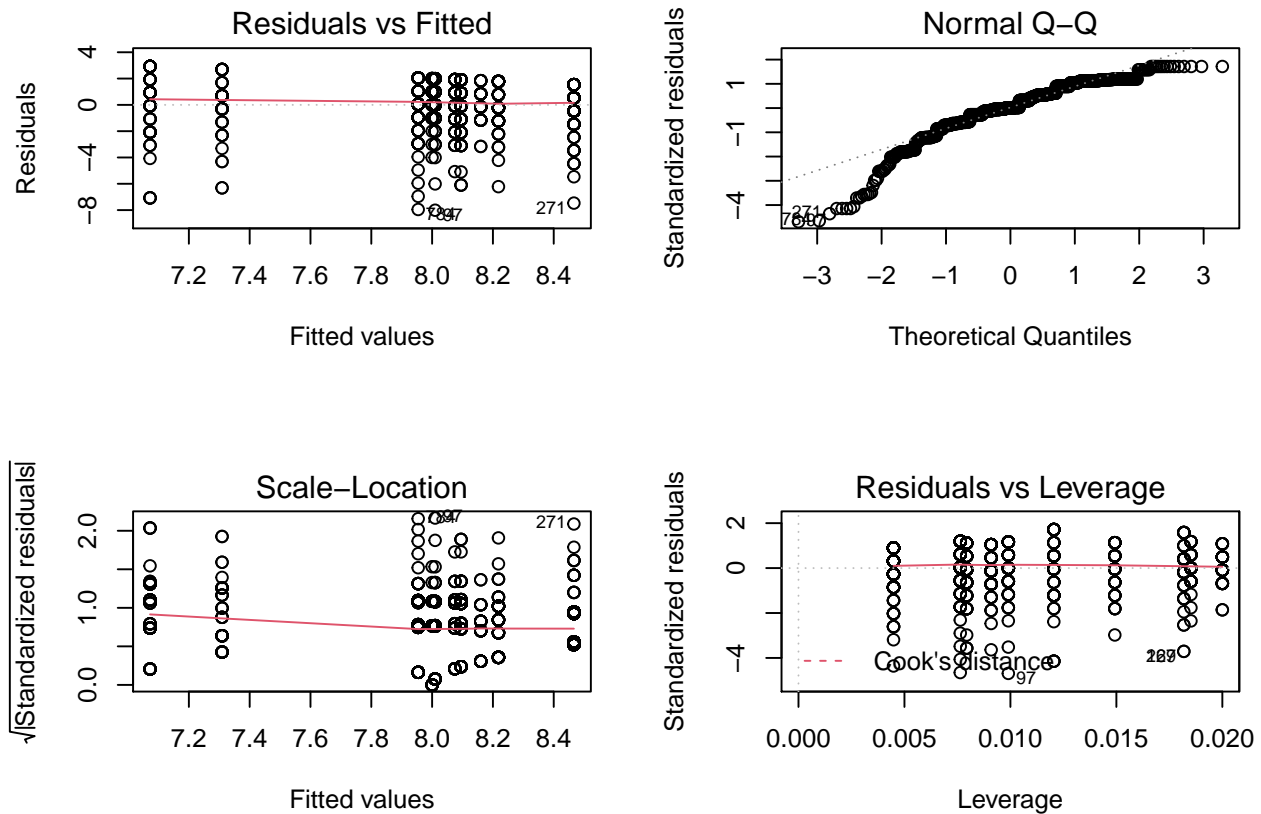 Residuals vs Fitted
4
0
−4
−8
Residuals
271
7.2 7.4 7.6 7.8 8.0 8.2 8.4
Fitted values
Normal Q−Q
1
−1
−4
Standardized residuals
271
−3 −2 −1 0 1 2 3
Theoretical Quantiles
Scale−Location
2.0
1.0
0.0
√|Standardized residuals|
271
7.2 7.4 7.6 7.8 8.0 8.2 8.4
Fitted values
Residuals vs Leverage
2
0
−4
Standardized residuals
Cook's distance
97
0.000 0.005 0.010 0.015 0.020
Leverage